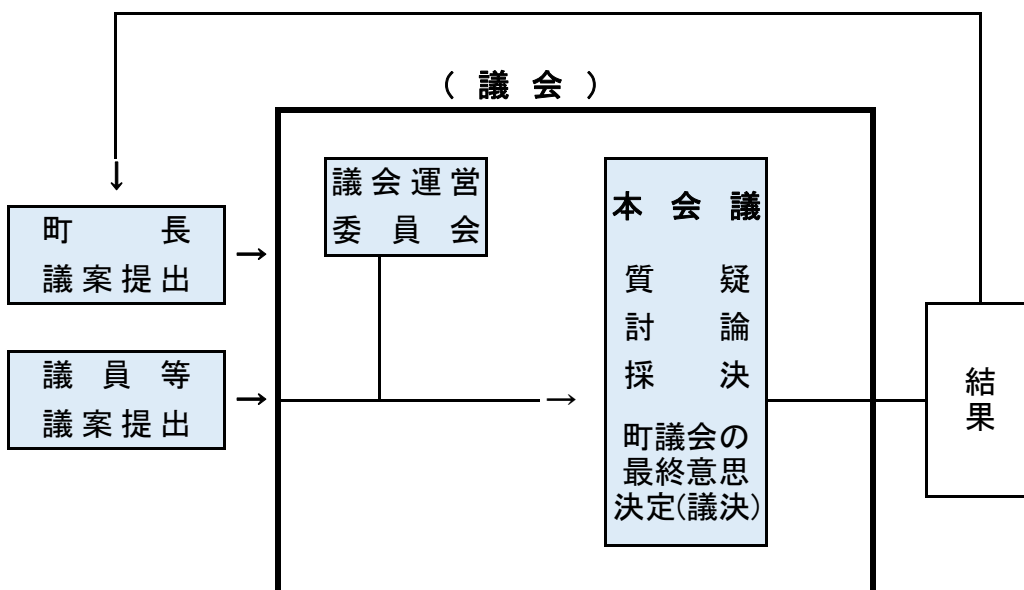 ( 議 会 )
議会運営
委員会
本会議
町長
議案提出
質疑
討論
採決
議員等
議案提出
町議会の
最終意思
決定(議決)
結
果